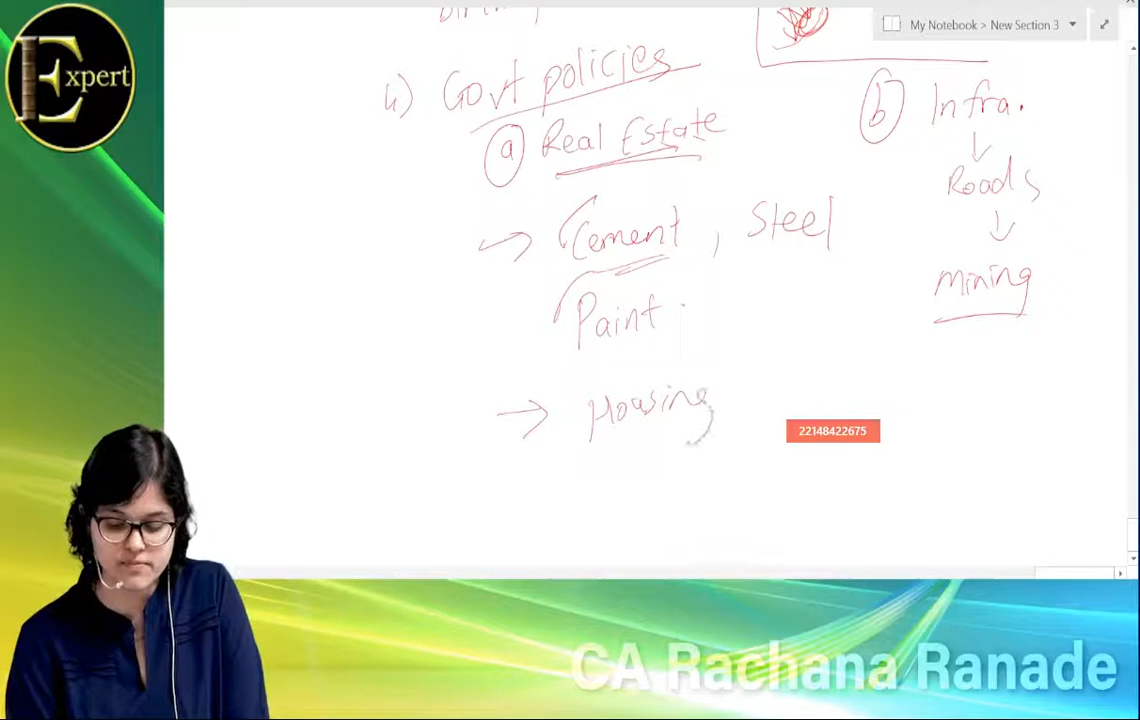 Expert
My Notebook > New Section 3
4) Govt policies
a Real Estate
→ Cement, Steel
Paint
→ Housing
b Infra.
↓
Roads
↓
Mining
22148422675
CA Rachana Ranade